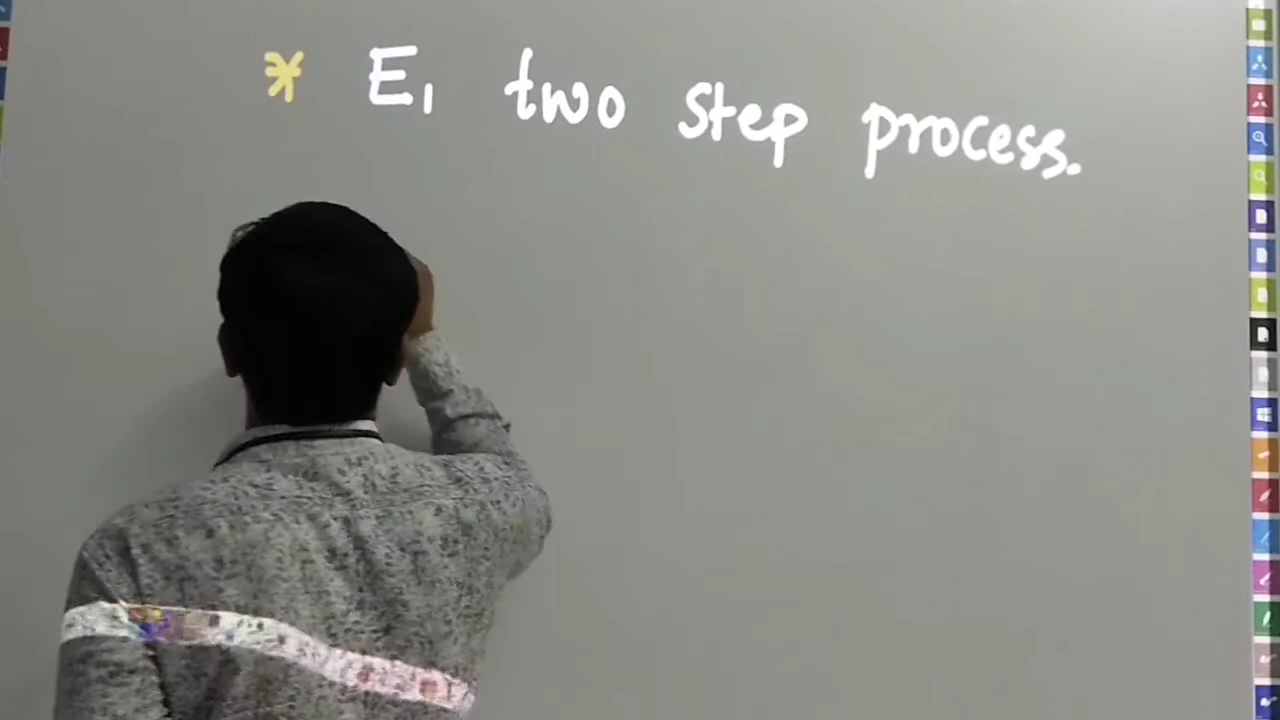 * E₁ two step process.